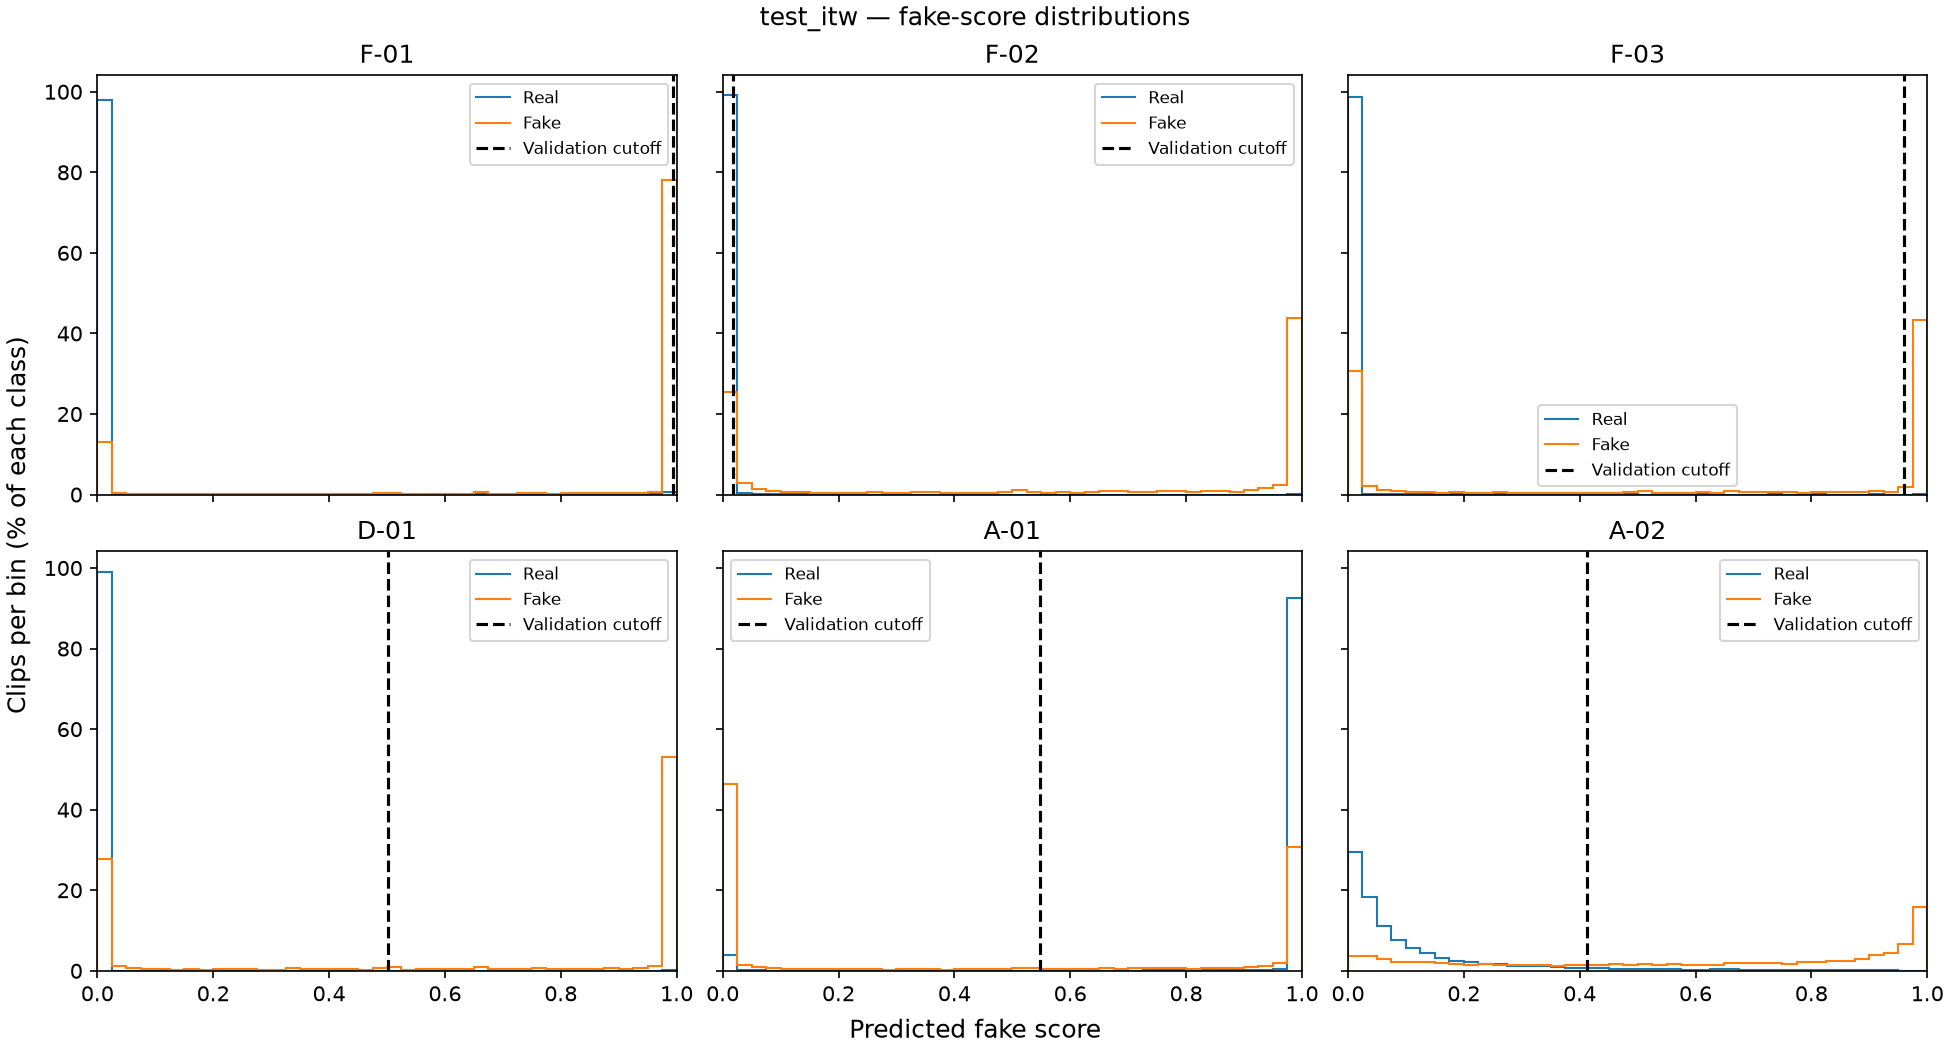 test_itw — fake-score distributions
F-01
F-02
F-03
Real
Fake
Validation cutoff
Real
Fake
Validation cutoff
Real
Fake
Validation cutoff
100
80
60
40
20
0
Clips per bin (% of each class)
D-01
A-01
A-02
Real
Fake
Validation cutoff
Real
Fake
Validation cutoff
Real
Fake
Validation cutoff
100
80
60
40
20
0
0.0 0.2 0.4 0.6 0.8 1.0
0.0 0.2 0.4 0.6 0.8 1.0
0.0 0.2 0.4 0.6 0.8 1.0
Predicted fake score